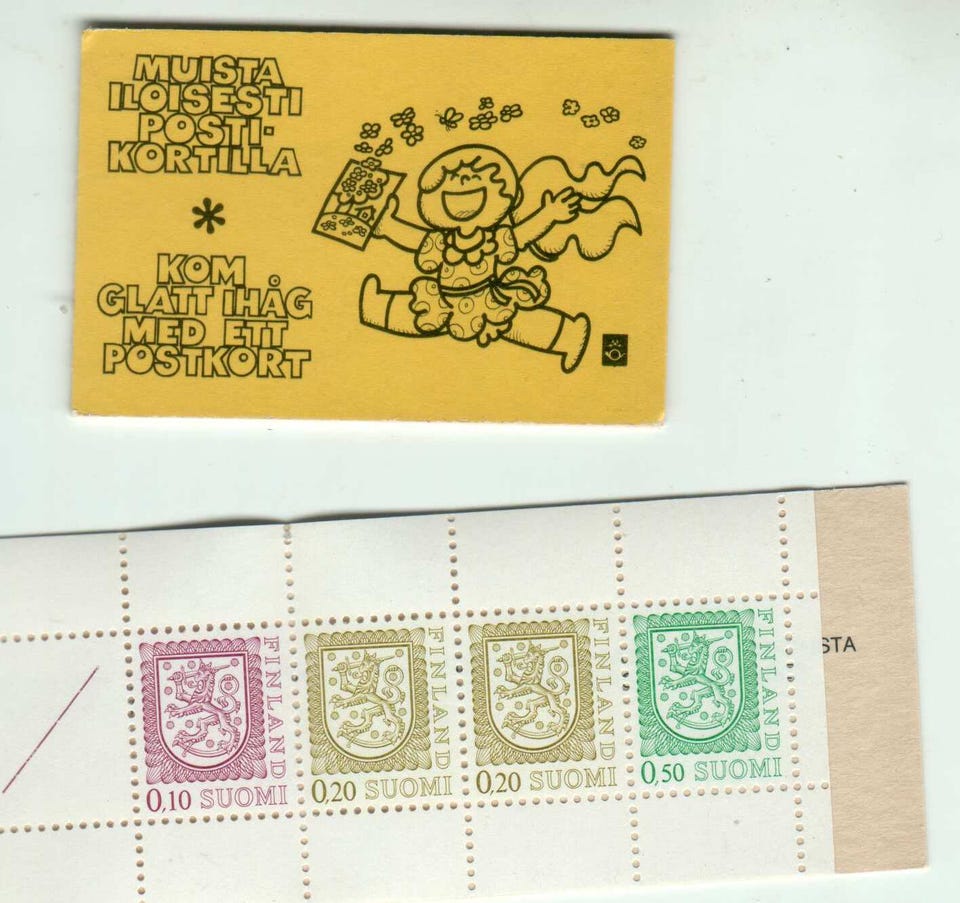 MUISTA
ILOISESTI
POSTI-
KORTILLA
*
KOM
GLATT IHÅG
MED ETT
POSTKORT
FINLAND
0,10 SUOMI
FINLAND
0,20 SUOMI
FINLAND
0,20 SUOMI
FINLAND
0,50 SUOMI
STA